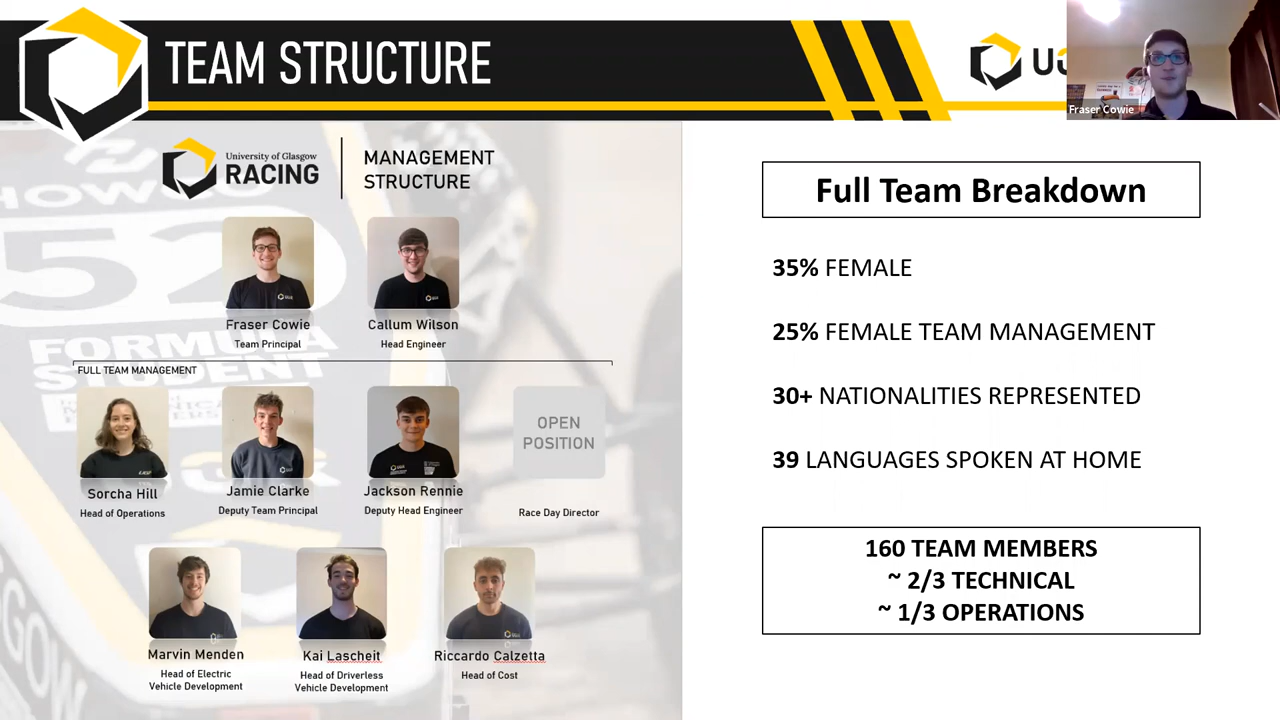 TEAM STRUCTURE
Fraser Cowie
University of Glasgow
RACING
MANAGEMENT
STRUCTURE
Fraser Cowie
Team Principal
Callum Wilson
Head Engineer
FULL TEAM MANAGEMENT
Sorcha Hill
Head of Operations
Jamie Clarke
Deputy Team Principal
Jackson Rennie
Deputy Head Engineer
OPEN
POSITION
Race Day Director
Marvin Menden
Head of Electric
Vehicle Development
Kai Lascheit
Head of Driverless
Vehicle Development
Riccardo Calzetta
Head of Cost
52
FORMULA
STUDENT
Full Team Breakdown
35% FEMALE
25% FEMALE TEAM MANAGEMENT
30+ NATIONALITIES REPRESENTED
39 LANGUAGES SPOKEN AT HOME
160 TEAM MEMBERS
~ 2/3 TECHNICAL
~ 1/3 OPERATIONS